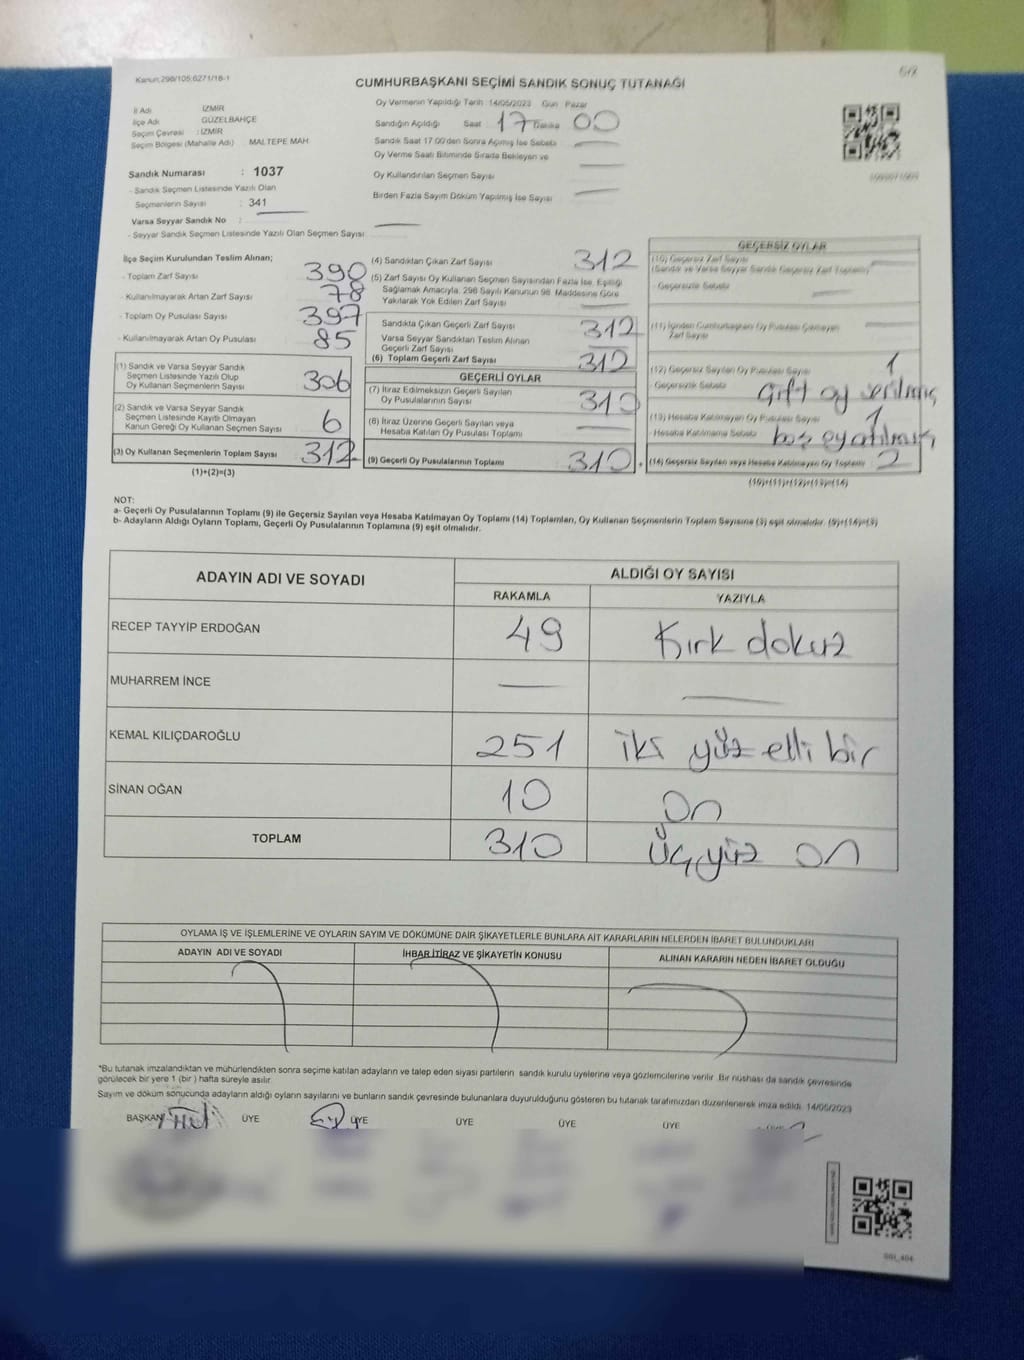 Kanun:298/105;6271/18-1
CUMHURBAŞKANI SEÇİMİ SANDIK SONUÇ TUTANAĞI
İl Adı : İZMİR
İlçe Adı : GÜZELBAHÇE
Seçim Çevresi : İZMİR
Seçim Bölgesi (Mahalle Adı) MALTEPE MAH.
Sandık Numarası : 1037
- Sandık Seçmen Listesinde Yazılı Olan
Seçmenlerin Sayısı : 341
Varsa Seyyar Sandık No :
- Seyyar Sandık Seçmen Listesinde Yazılı Olan Seçmen Sayısı
Oy Vermenin Yapıldığı Tarih :14/05/2023 Gün : Pazar
Sandığın Açıldığı Saat : 17 Dakika 00
Sandık Saat 17:00'den Sonra Açılmış İse Sebebi
Oy Verme Saati Bitiminde Sırada Bekleyen ve
Oy Kullandırılan Seçmen Sayısı
Birden Fazla Sayım Döküm Yapılmış İse Sayısı
İlçe Seçim Kurulundan Teslim Alınan;
- Toplam Zarf Sayısı 390
- Kullanılmayarak Artan Zarf Sayısı 78
- Toplam Oy Pusulası Sayısı 397
- Kullanılmayarak Artan Oy Pusulası 85
(1) Sandık ve Varsa Seyyar Sandık
Seçmen Listesinde Yazılı Olup
Oy Kullanan Seçmenlerin Sayısı 306
(2) Sandık ve Varsa Seyyar Sandık
Seçmen Listesinde Kayıtlı Olmayan
Kanun Gereği Oy Kullanan Seçmen Sayısı 6
(3) Oy Kullanan Seçmenlerin Toplam Sayısı 312
(1)+(2)=(3)
(4) Sandıktan Çıkan Zarf Sayısı 312
(5) Zarf Sayısı Oy Kullanan Seçmen Sayısından Fazla İse, Eşitliği
Sağlamak Amacıyla, 298 Sayılı Kanunun 98. Maddesine Göre
Yakılarak Yok Edilen Zarf Sayısı
Sandıkta Çıkan Geçerli Zarf Sayısı 312
Varsa Seyyar Sandıktan Teslim Alınan
Geçerli Zarf Sayısı
(6) Toplam Geçerli Zarf Sayısı 312
GEÇERLİ OYLAR
(7) İtiraz Edilmeksizin Geçerli Sayılan
Oy Pusulalarının Sayısı 310
(8) İtiraz Üzerine Geçerli Sayılan veya
Hesaba Katılan Oy Pusulası Toplamı
(9) Geçerli Oy Pusulalarının Toplamı 310
GEÇERSİZ OYLAR
(10) Geçersiz Zarf Sayısı
(Sandık ve Varsa Seyyar Sandık Geçersiz Zarf Toplamı)
- Geçersizlik Sebebi
(11) İçinden Cumhurbaşkanı Oy Pusulası Çıkmayan
Zarf Sayısı
(12) Geçersiz Sayılan Oy Pusulası Sayısı 1
- Geçersizlik Sebebi Çift oy verilmiş
(13) Hesaba Katılmayan Oy Pusulası Sayısı 1
- Hesaba Katılmama Sebebi boş oy atılmış
(14) Geçersiz Sayılan veya Hesaba Katılmayan Oy Toplamı 2
(10)+(11)+(12)+(13)=(14)
NOT:
a- Geçerli Oy Pusulalarının Toplamı (9) ile Geçersiz Sayılan veya Hesaba Katılmayan Oy Toplamı (14) Toplamları, Oy Kullanan Seçmenlerin Toplam Sayısına (3) eşit olmalıdır. (9)+(14)=(3)
b- Adayların Aldığı Oyların Toplamı, Geçerli Oy Pusulalarının Toplamına (9) eşit olmalıdır.
ADAYIN ADI VE SOYADI ALDIĞI OY SAYISI
RAKAMLA YAZIYLA
RECEP TAYYİP ERDOĞAN 49 Kırk dokuz
MUHARREM İNCE
KEMAL KILIÇDAROĞLU 251 iki yüz elli bir
SİNAN OĞAN 10 On
TOPLAM 310 Üçyüz on
OYLAMA İŞ VE İŞLEMLERİNE VE OYLARIN SAYIM VE DÖKÜMÜNE DAİR ŞİKAYETLERLE BUNLARA AİT KARARLARIN NELERDEN İBARET BULUNDUKLARI
ADAYIN ADI VE SOYADI İHBAR,İTİRAZ VE ŞİKAYETİN KONUSU ALINAN KARARIN NEDEN İBARET OLDUĞU
*Bu tutanak imzalandıktan ve mühürlendikten sonra seçime katılan adayların ve talep eden siyasi partilerin sandık kurulu üyelerine veya gözlemcilerine verilir. Bir nüshası da sandık çevresinde
görülecek bir yere 1 (bir ) hafta süreyle asılır.
Sayım ve döküm sonucunda adayların aldığı oyların sayılarını ve bunların sandık çevresinde bulunanlara duyurulduğunu gösteren bu tutanak tarafımızdan düzenlenerek imza edildi. 14/05/2023
BAŞKAN ÜYE ÜYE ÜYE ÜYE ÜYE